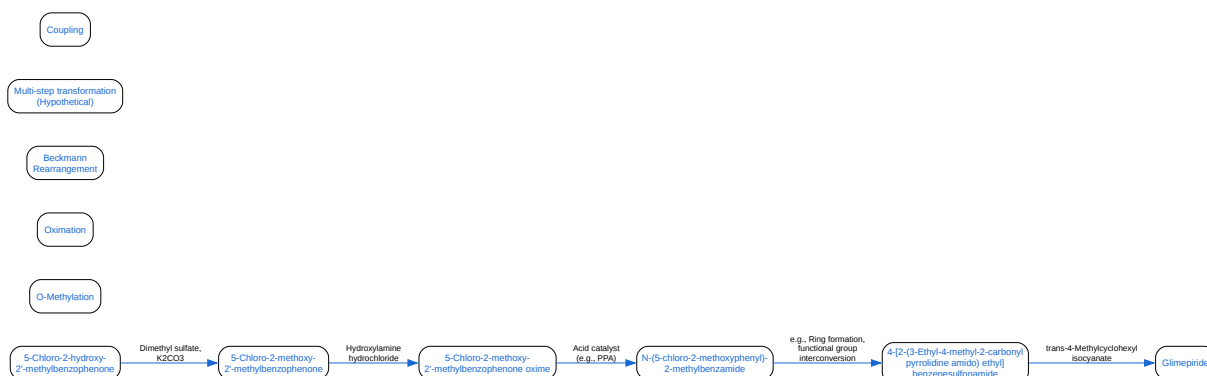 Coupling
Multi-step transformation
(Hypothetical)
Beckmann
Rearrangement
Oximation
O-Methylation
5-Chloro-2-hydroxy-
2'-methylbenzophenone
Dimethyl sulfate,
K2CO3
5-Chloro-2-methoxy-
2'-methylbenzophenone
Hydroxylamine
hydrochloride
5-Chloro-2-methoxy-
2'-methylbenzophenone oxime
Acid catalyst
(e.g., PPA)
N-(5-chloro-2-methoxyphenyl)-
2-methylbenzamide
e.g., Ring formation,
functional group
interconversion
4-[2-(3-Ethyl-4-methyl-2-carbonyl
pyrrolidine amido) ethyl]
benzenesulfonamide
trans-4-Methylcyclohexyl
isocyanate
Glimepiride